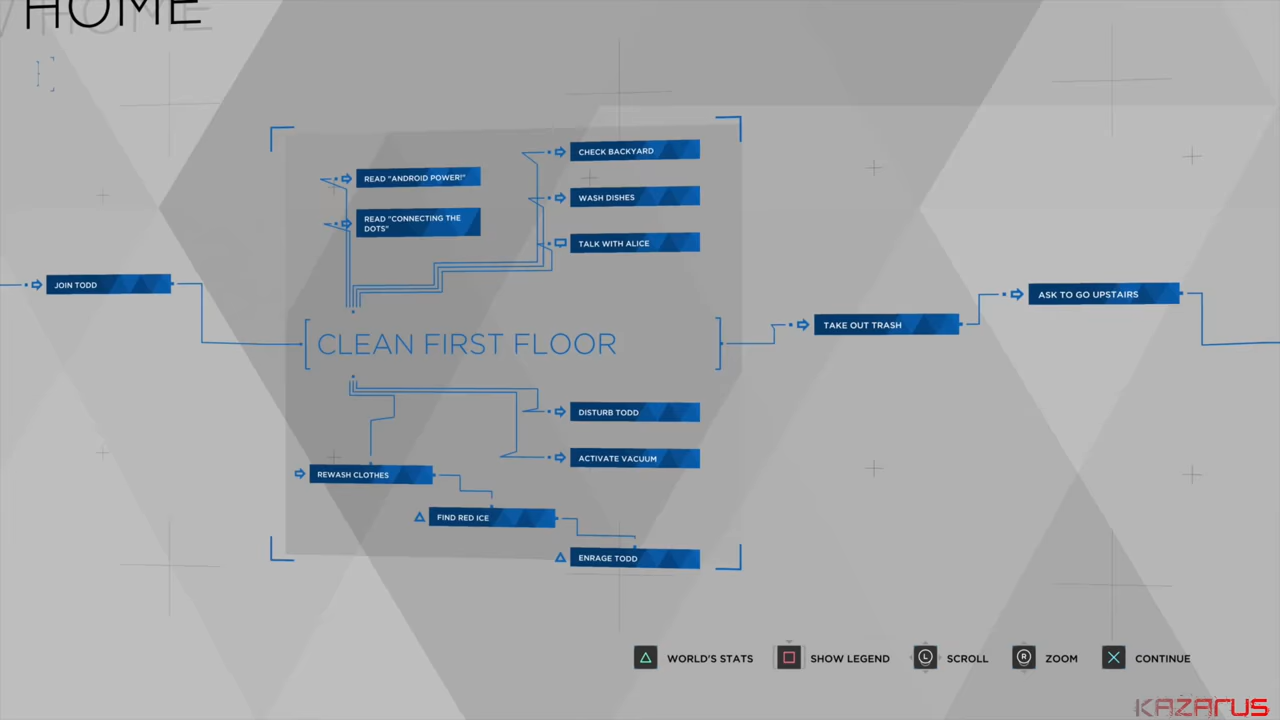 HOME
CHECK BACKYARD
READ "ANDROID POWER!"
WASH DISHES
READ "CONNECTING THE
DOTS"
TALK WITH ALICE
JOIN TODD
ASK TO GO UPSTAIRS
TAKE OUT TRASH
CLEAN FIRST FLOOR
DISTURB TODD
ACTIVATE VACUUM
REWASH CLOTHES
FIND RED ICE
ENRAGE TODD
WORLD'S STATS
SHOW LEGEND
L SCROLL
R ZOOM
CONTINUE
KAZARUS